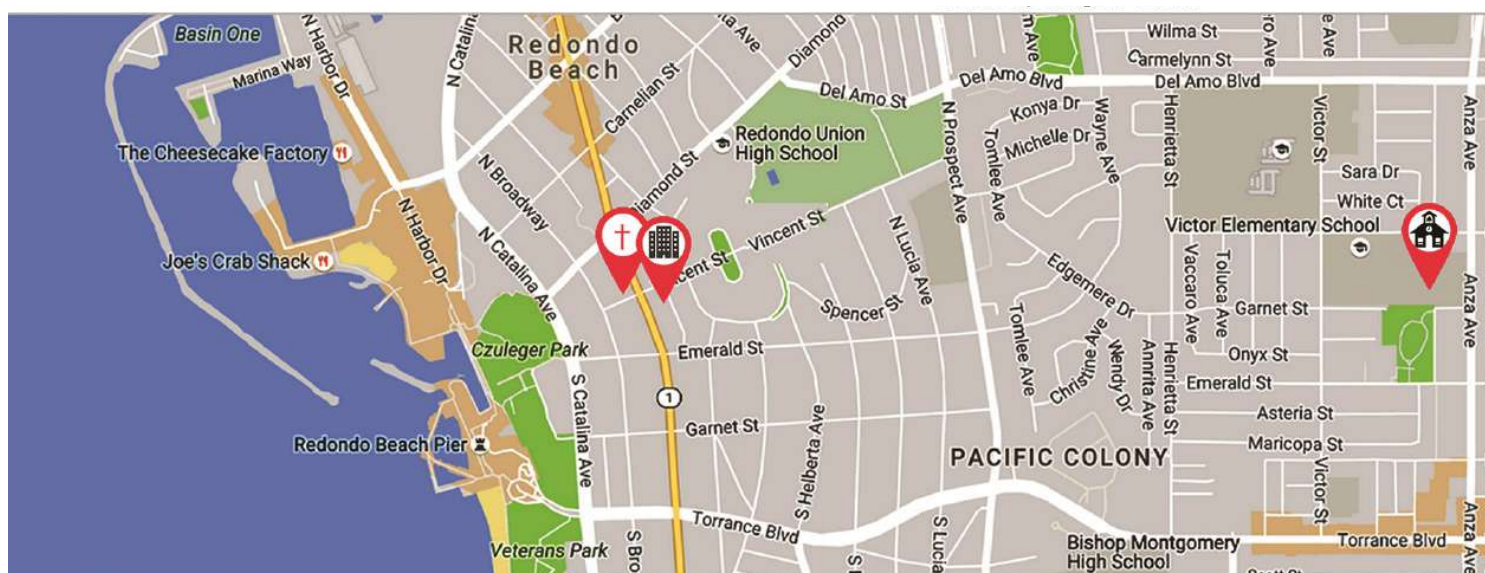 Basin One
Marina Way
N Harbor Dr
N Catalina
Redondo
Beach
Carnelian St
Diamond
Del Amo St
Del Amo Blvd
Del Amo Blvd
Wilma St
Carmelynn St
Konya Dr
Michelle Dr
Wayne Ave
Tomlee Ave
Henrietta St
Victor St
Anza Ave
The Cheesecake Factory
N Broadway
Diamond St
Redondo Union
High School
N Prospect Ave
Sara Dr
White Ct
Victor Elementary School
N Harbor Dr
N Catalina Ave
Joe's Crab Shack
Vincent St
cent St
N Lucia Ave
Spencer St
Edgemere Dr
Vaccaro Ave
Toluca Ave
Garnet St
Anza Ave
Czuleger Park
Emerald St
Tomlee Ave
Christine Ave
Wendy Dr
Annrita Ave
Henrietta St
Onyx St
Emerald St
S Catalina Ave
1
Garnet St
S Helberta Ave
Asteria St
Maricopa St
Redondo Beach Pier
PACIFIC COLONY
Victor St
Anza Ave
Torrance Blvd
Veterans Park
S Bro
S Lucia
Bishop Montgomery
High School
Torrance Blvd